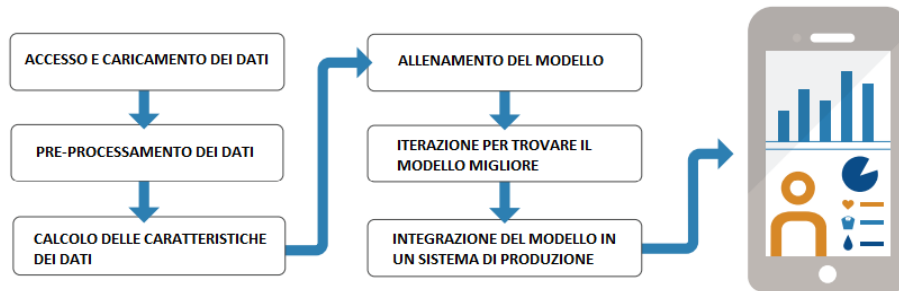 ACCESSO E CARICAMENTO DEI DATI
PRE-PROCESSAMENTO DEI DATI
CALCOLO DELLE CARATTERISTICHE
DEI DATI
ALLENAMENTO DEL MODELLO
ITERAZIONE PER TROVARE IL
MODELLO MIGLIORE
INTEGRAZIONE DEL MODELLO IN
UN SISTEMA DI PRODUZIONE